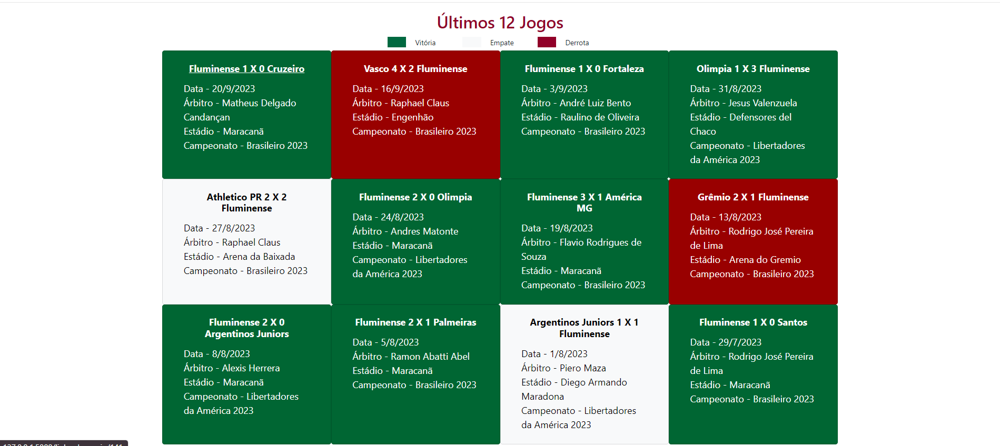 Últimos 12 Jogos
Vitória
Empate
Derrota
Fluminense 1 X 0 Cruzeiro
Data - 20/9/2023
Árbitro - Matheus Delgado
Candançan
Estádio - Maracanã
Campeonato - Brasileiro 2023
Vasco 4 X 2 Fluminense
Data - 16/9/2023
Árbitro - Raphael Claus
Estádio - Engenhão
Campeonato - Brasileiro 2023
Fluminense 1 X 0 Fortaleza
Data - 3/9/2023
Árbitro - André Luiz Bento
Estádio - Raulino de Oliveira
Campeonato - Brasileiro 2023
Olimpia 1 X 3 Fluminense
Data - 31/8/2023
Árbitro - Jesus Valenzuela
Estádio - Defensores del
Chaco
Campeonato - Libertadores
da América 2023
Athletico PR 2 X 2
Fluminense
Data - 27/8/2023
Árbitro - Raphael Claus
Estádio - Arena da Baixada
Campeonato - Brasileiro 2023
Fluminense 2 X 0 Olimpia
Data - 24/8/2023
Árbitro - Andres Matonte
Estádio - Maracanã
Campeonato - Libertadores
da América 2023
Fluminense 3 X 1 América
MG
Data - 19/8/2023
Árbitro - Flavio Rodrigues de
Souza
Estádio - Maracanã
Campeonato - Brasileiro 2023
Grêmio 2 X 1 Fluminense
Data - 13/8/2023
Árbitro - Rodrigo José Pereira
de Lima
Estádio - Arena do Gremio
Campeonato - Brasileiro 2023
Fluminense 2 X 0
Argentinos Juniors
Data - 8/8/2023
Árbitro - Alexis Herrera
Estádio - Maracanã
Campeonato - Libertadores
da América 2023
Fluminense 2 X 1 Palmeiras
Data - 5/8/2023
Árbitro - Ramon Abatti Abel
Estádio - Maracanã
Campeonato - Brasileiro 2023
Argentinos Juniors 1 X 1
Fluminense
Data - 1/8/2023
Árbitro - Piero Maza
Estádio - Diego Armando
Maradona
Campeonato - Libertadores
da América 2023
Fluminense 1 X 0 Santos
Data - 29/7/2023
Árbitro - Rodrigo José Pereira
de Lima
Estádio - Maracanã
Campeonato - Brasileiro 2023